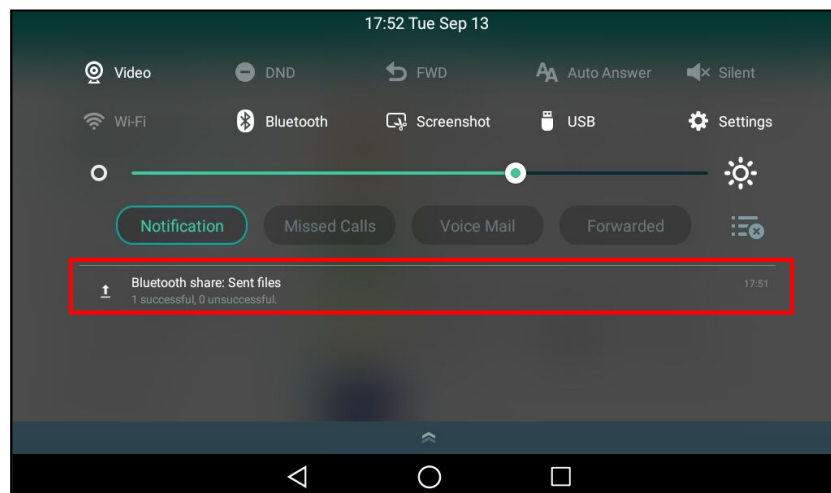 17:52 Tue Sep 13
Video DND FWD AA Auto Answer Silent
Wi-Fi Bluetooth Screenshot USB Settings
Notification Missed Calls Voice Mail Forwarded
Bluetooth share: Sent files 17:51
1 successful, 0 unsuccessful.